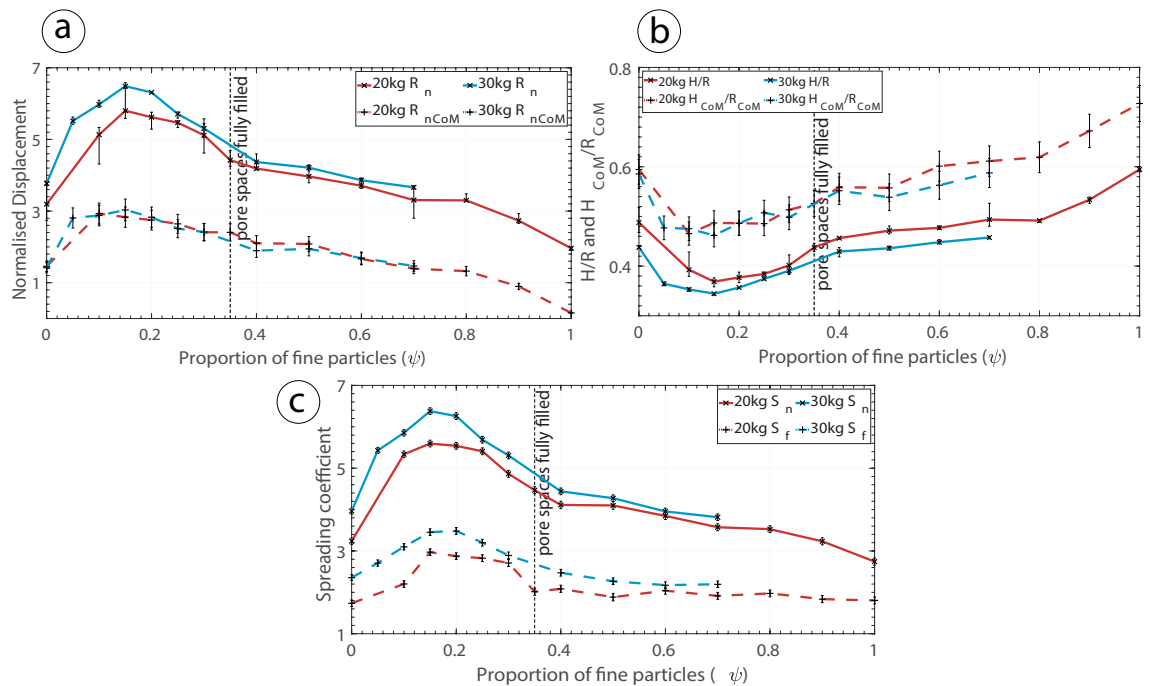 a
7
5
3
1
Normalised Displacement
20kg R n
30kg R n
20kg R nCoM
30kg R nCoM
pore spaces fully filled
0 0.2 0.4 0.6 0.8 1
Proportion of fine particles (ψ)
b
0.8
0.6
0.4
H/R and H CoM/R CoM
20kg H/R
30kg H/R
20kg H CoM/R CoM
30kg H CoM/R CoM
pore spaces fully filled
0 0.2 0.4 0.6 0.8 1
Proportion of fine particles (ψ)
c
7
5
3
1
Spreading coefficient
20kg S n
30kg S n
20kg S f
30kg S f
pore spaces fully filled
0 0.2 0.4 0.6 0.8 1
Proportion of fine particles ( ψ)